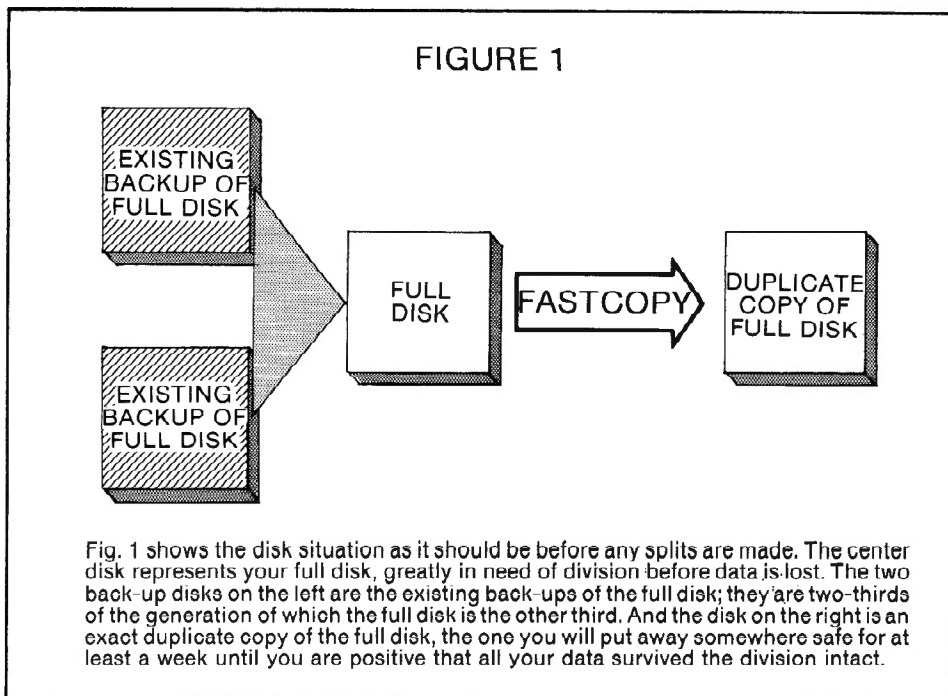 FIGURE 1
EXISTING
BACKUP OF
FULL DISK
FULL
DISK
FASTCOPY
DUPLICATE
COPY OF
FULL DISK
EXISTING
BACKUP OF
FULL DISK
Fig. 1 shows the disk situation as it should be before any splits are made. The center
disk represents your full disk, greatly in need of division before data is lost. The two
back-up disks on the left are the existing back-ups of the full disk; they are two-thirds
of the generation of which the full disk is the other third. And the disk on the right is an
exact duplicate copy of the full disk, the one you will put away somewhere safe for at
least a week until you are positive that all your data survived the division intact.